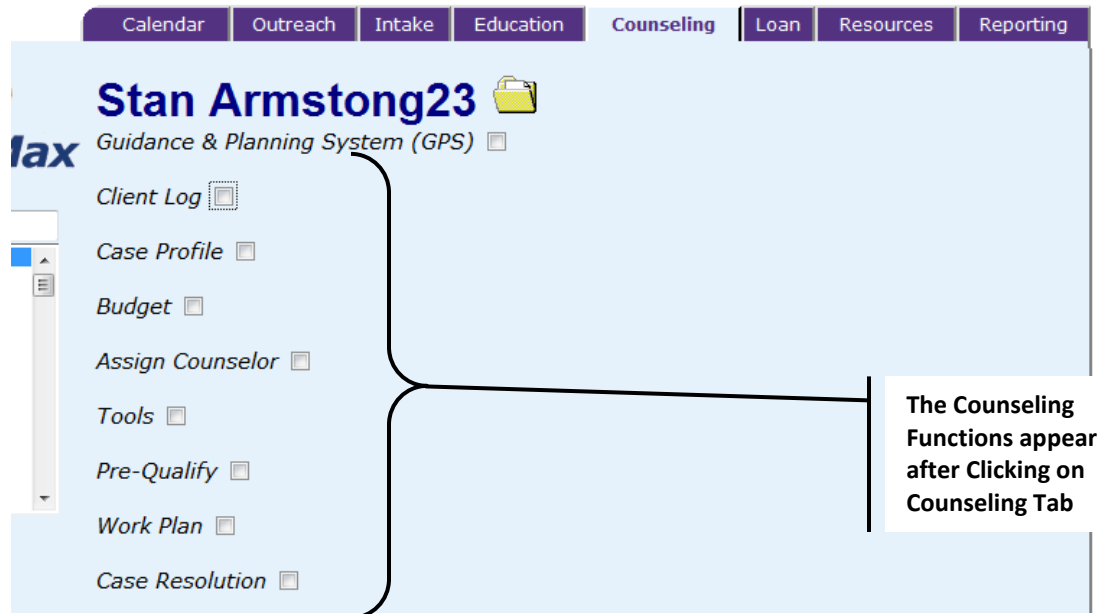 Calendar Outreach Intake Education Counseling Loan Resources Reporting
Stan Armstong23
Guidance & Planning System (GPS)
Client Log
Case Profile
Budget
Assign Counselor
Tools
Pre-Qualify
Work Plan
Case Resolution
The Counseling
Functions appear
after Clicking on
Counseling Tab